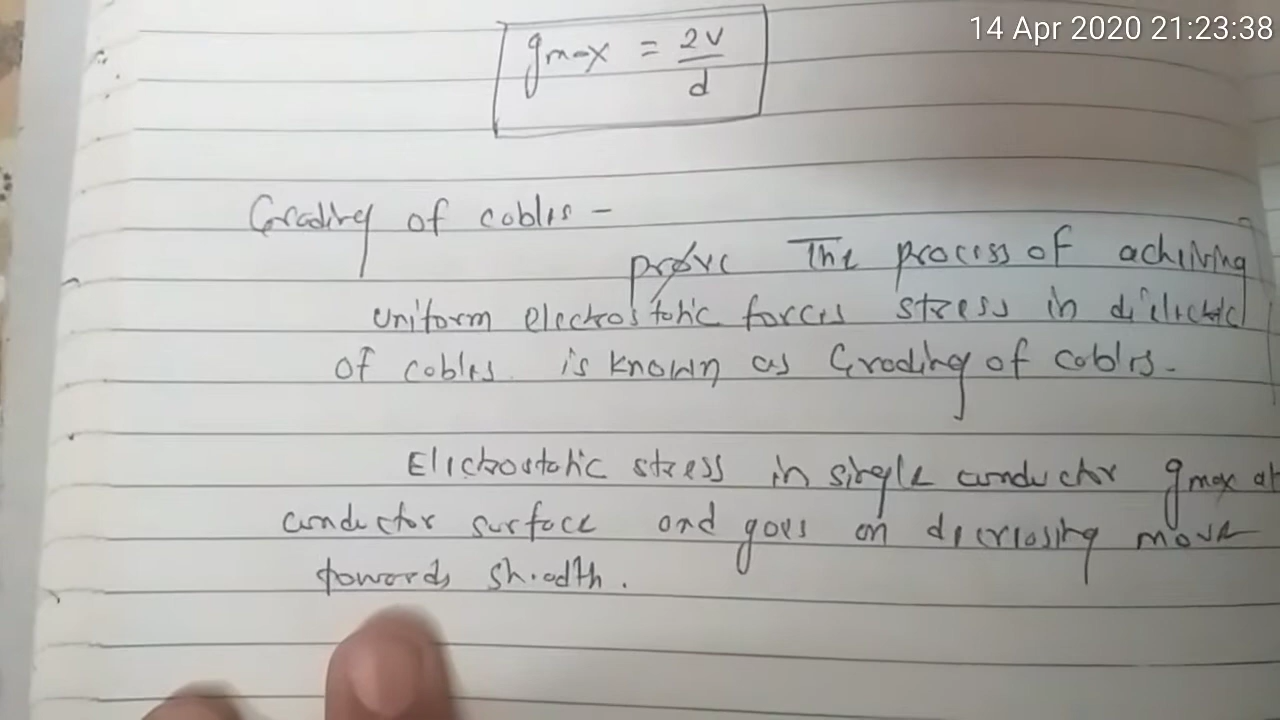 14 Apr 2020 21:23:38
gmax = 2V/d
Grading of cables -
The process of achiving
uniform electrostatic forces stress in dielectric
of cables. is known as Grading of cables.
Electrostatic stress in single conductor gmax at
conductor surface and goes on decreasing move
towards sheadth.